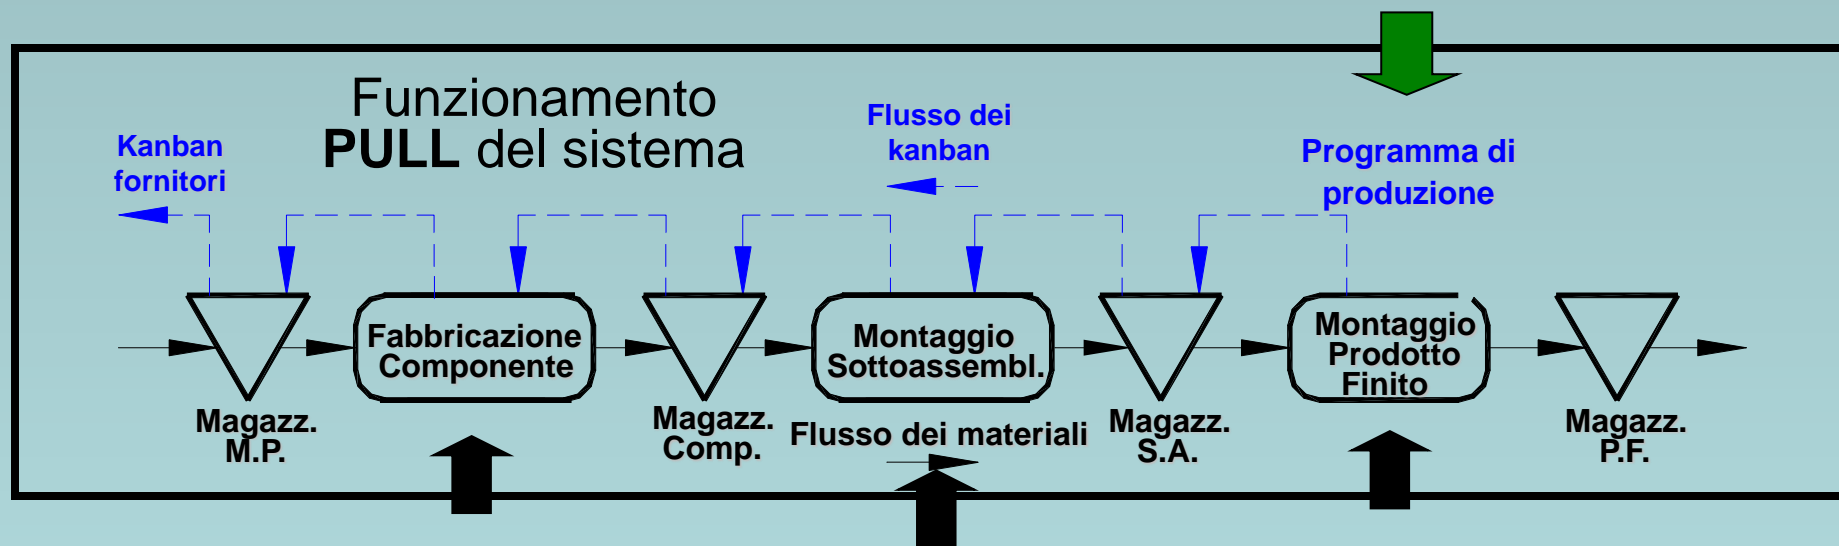 Funzionamento
PULL del sistema
Kanban
fornitori
Flusso dei
kanban
Programma di
produzione
Fabbricazione
Componente
Montaggio
Sottoassembl.
Montaggio
Prodotto
Finito
Magazz.
M.P.
Magazz.
Comp.
Flusso dei materiali
Magazz.
S.A.
Magazz.
P.F.